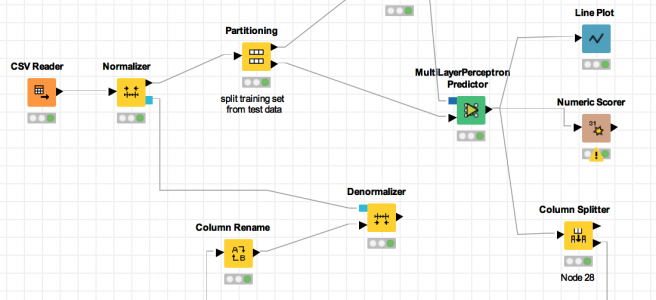 Line Plot
Partitioning
CSV Reader
Normalizer
MultiLayerPerceptron
Predictor
split training set
from test data
Numeric Scorer
31
Denormalizer
Column Splitter
Column Rename
Node 28